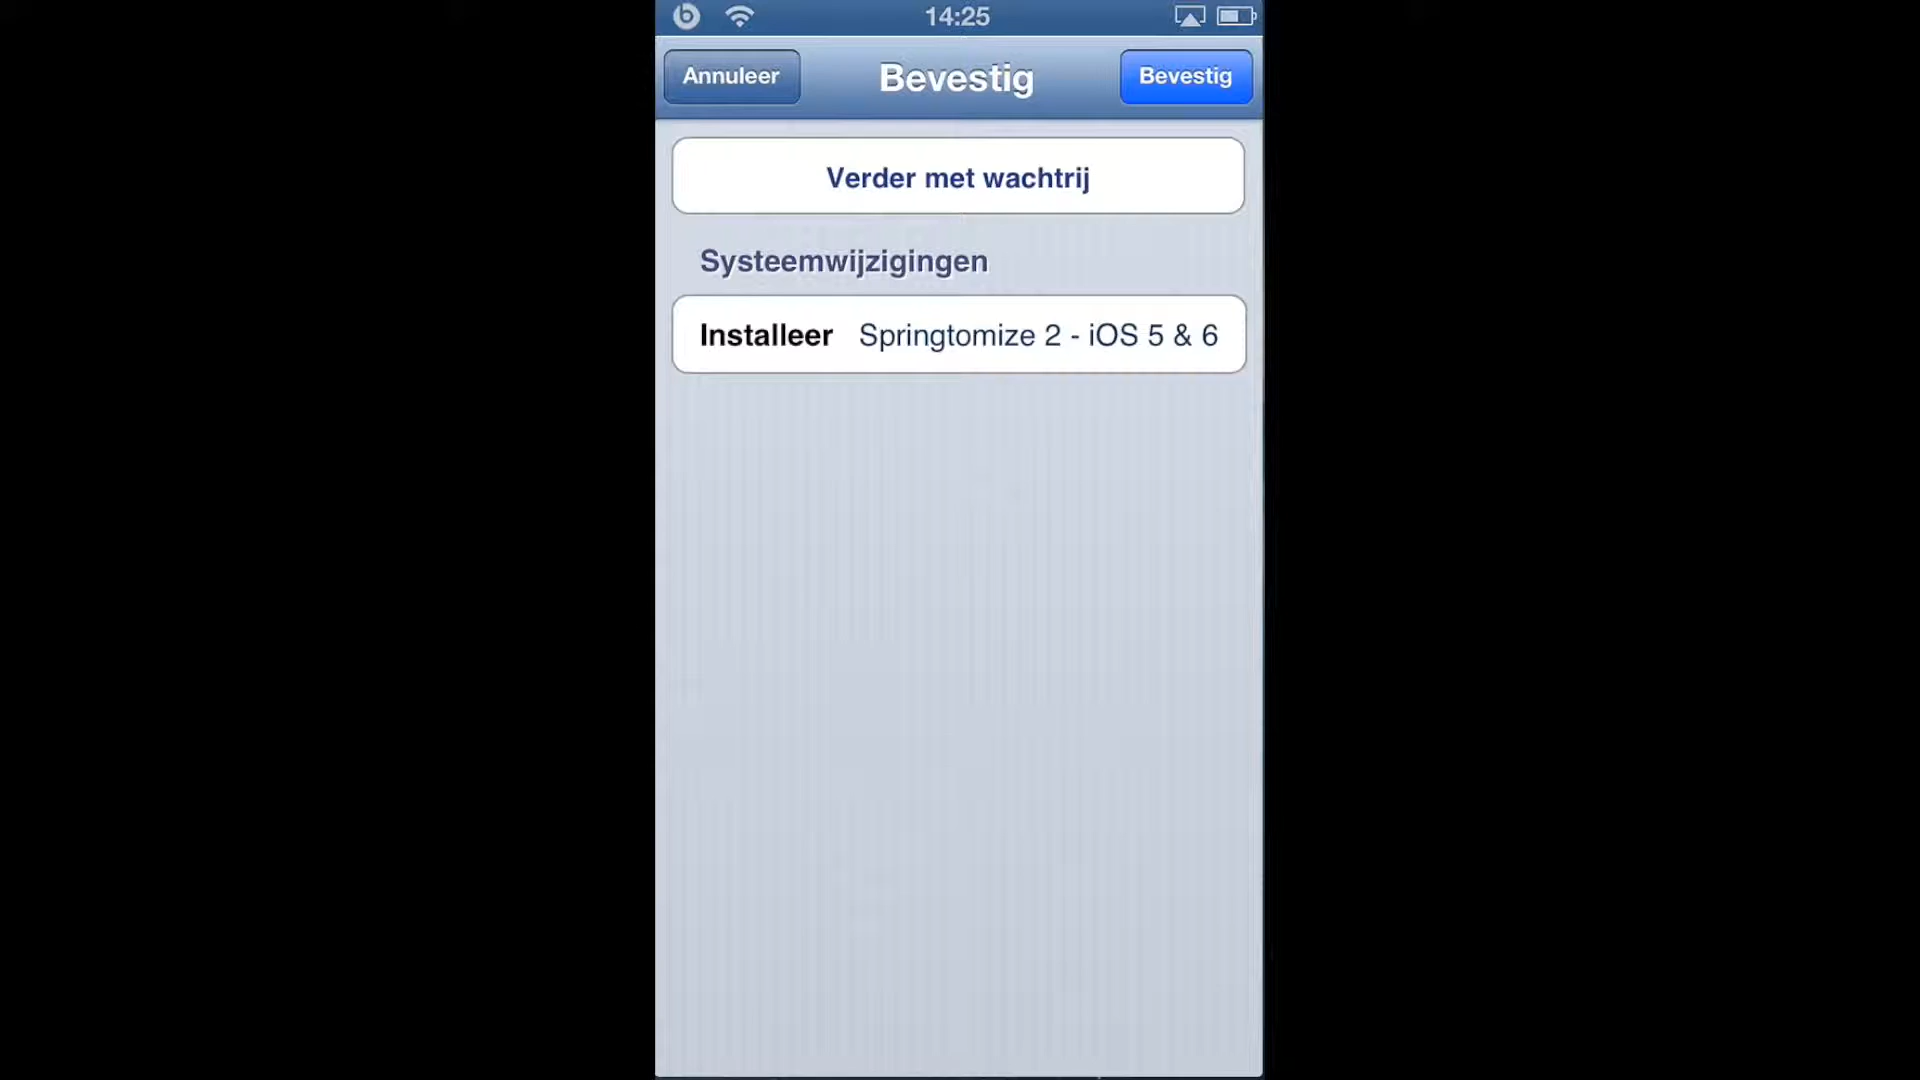 14:25
Annuleer
Bevestig
Bevestig
Verder met wachtrij
Systeemwijzigingen
Installeer Springtomize 2 - iOS 5 & 6